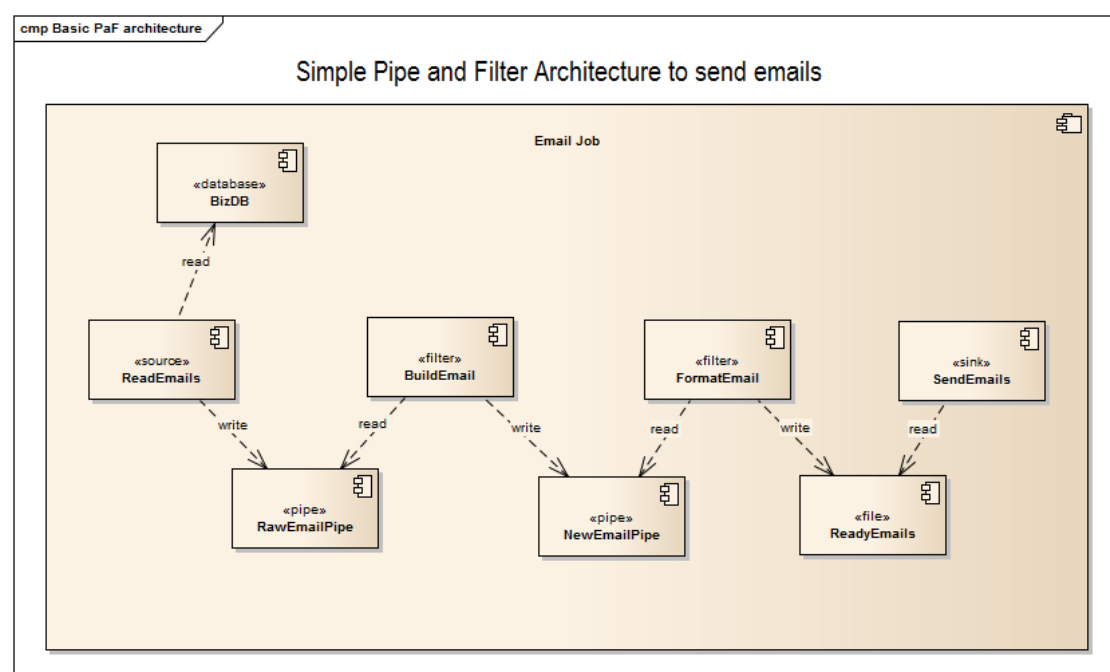 cmp Basic PaF architecture
Simple Pipe and Filter Architecture to send emails
Email Job
«database»
BizDB
read
«source»
ReadEmails
«filter»
BuildEmail
«filter»
FormatEmail
«sink»
SendEmails
write
read
write
read
write
read
«pipe»
RawEmailPipe
«pipe»
NewEmailPipe
«file»
ReadyEmails